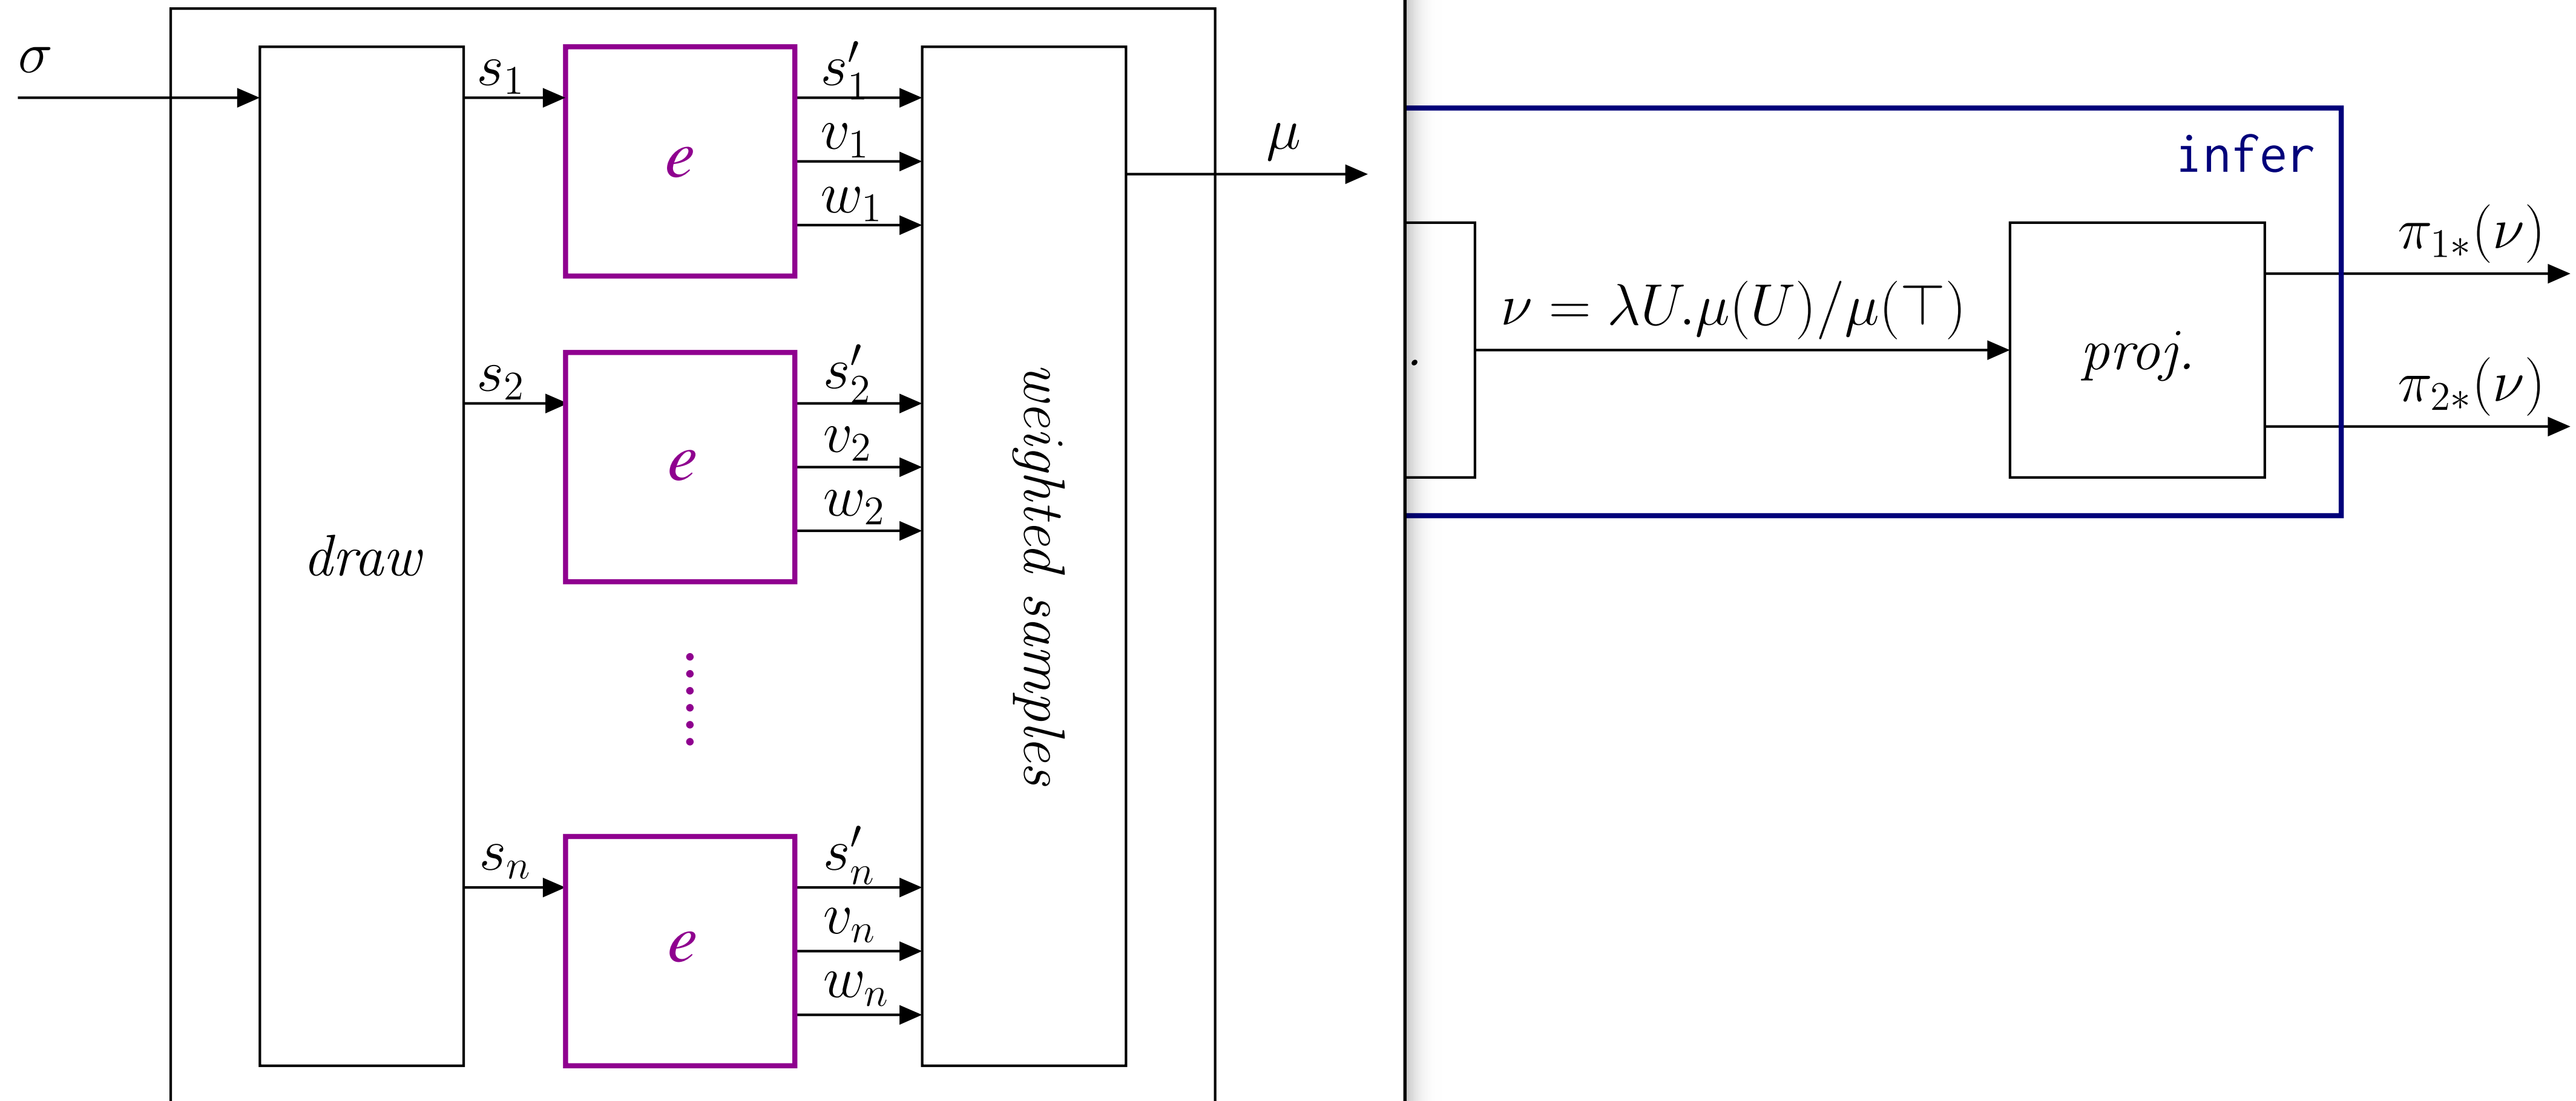 σ
s₁
e
s′₁
v₁
w₁
μ
s₂
e
s′₂
v₂
w₂
draw
weighted samples
sₙ
e
s′ₙ
vₙ
wₙ
infer
.
ν = λU.μ(U)/μ(⊤)
proj.
π₁∗(ν)
π₂∗(ν)